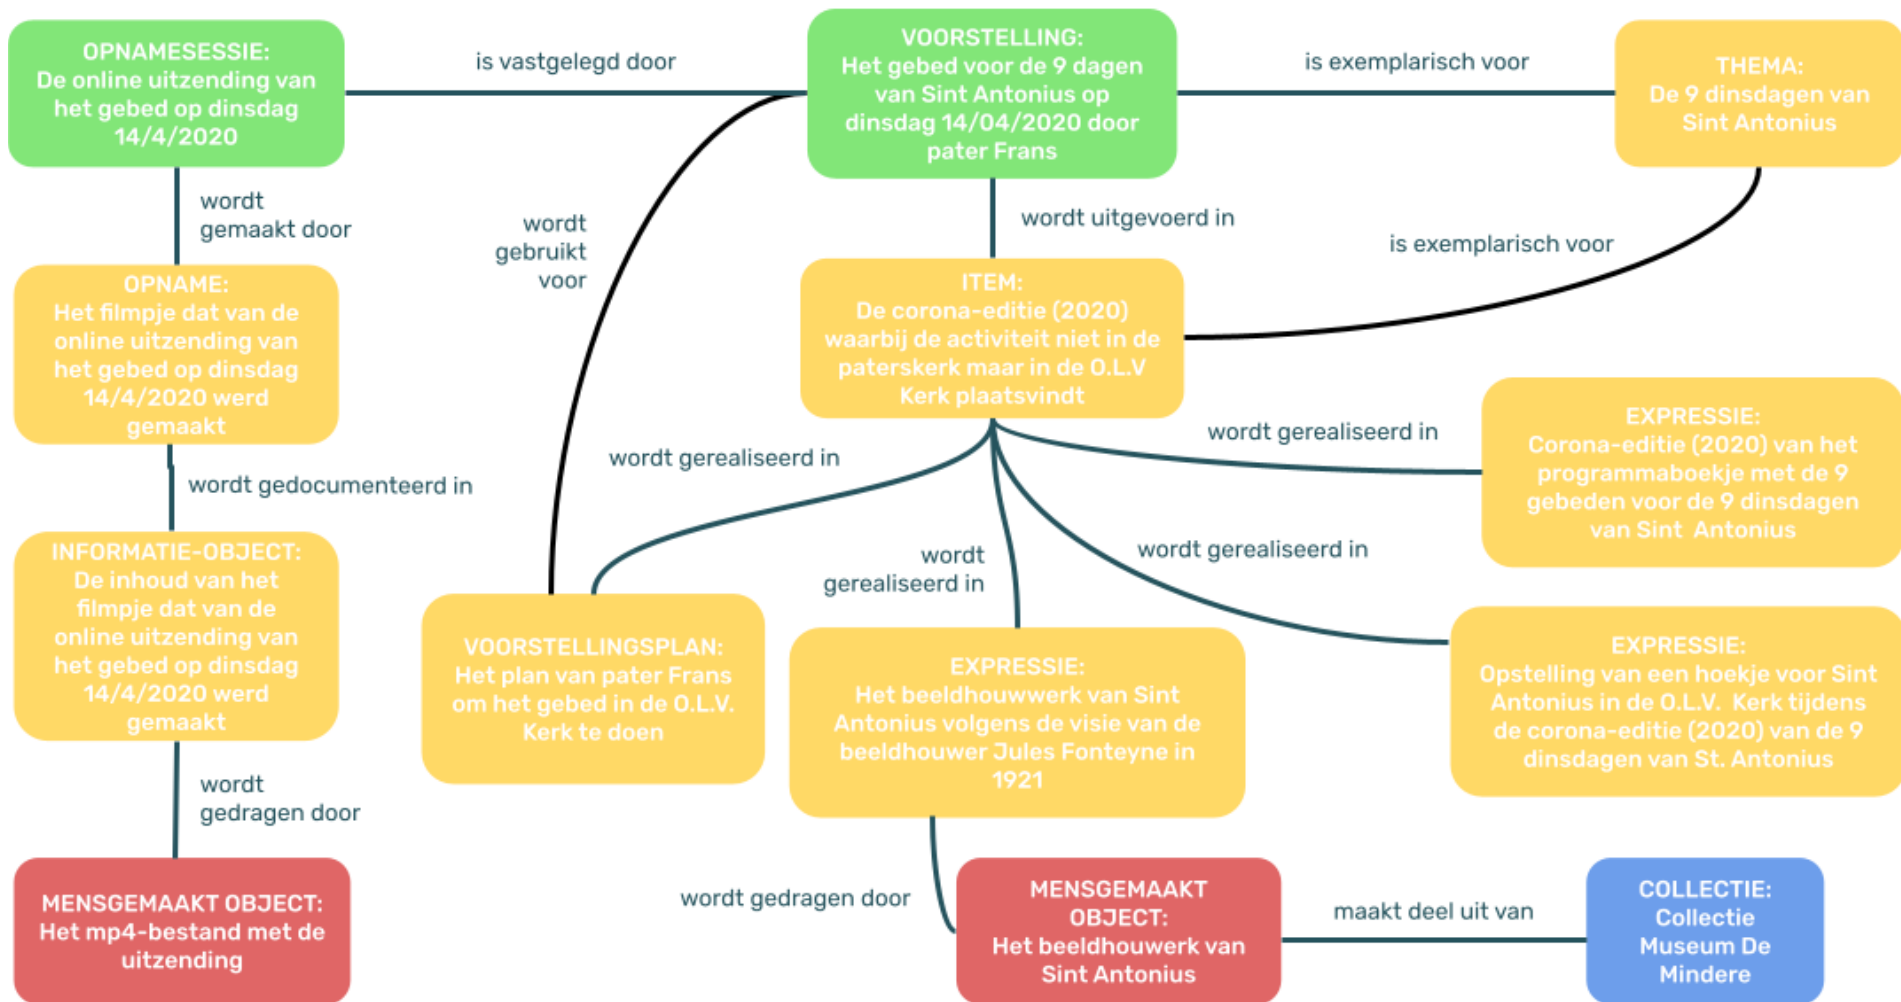 OPNAMESESSIE:
De online uitzending van
het gebed op dinsdag
14/4/2020
is vastgelegd door
VOORSTELLING:
Het gebed voor de 9 dagen
van Sint Antonius op
dinsdag 14/04/2020 door
pater Frans
is exemplarisch voor
THEMA:
De 9 dinsdagen van
Sint Antonius
wordt
gemaakt door
wordt
gebruikt
voor
wordt uitgevoerd in
is exemplarisch voor
OPNAME:
Het filmpje dat van de
online uitzending van
het gebed op dinsdag
14/4/2020 werd
gemaakt
ITEM:
De corona-editie (2020)
waarbij de activiteit niet in de
paterskerk maar in de O.L.V
Kerk plaatsvindt
wordt gerealiseerd in
wordt gerealiseerd in
EXPRESSIE:
Corona-editie (2020) van het
programmaboekje met de 9
gebeden voor de 9 dinsdagen
van Sint Antonius
wordt gedocumenteerd in
INFORMATIE-OBJECT:
De inhoud van het
filmpje dat van de
online uitzending van
het gebed op dinsdag
14/4/2020 werd
gemaakt
wordt
gerealiseerd in
wordt gerealiseerd in
VOORSTELLINGSPLAN:
Het plan van pater Frans
om het gebed in de O.L.V.
Kerk te doen
EXPRESSIE:
Het beeldhouwwerk van Sint
Antonius volgens de visie van de
beeldhouwer Jules Fonteyne in
1921
EXPRESSIE:
Opstelling van een hoekje voor Sint
Antonius in de O.L.V. Kerk tijdens
de corona-editie (2020) van de 9
dinsdagen van St. Antonius
wordt
gedragen door
MENSGEMAAKT OBJECT:
Het mp4-bestand met de
uitzending
wordt gedragen door
MENSGEMAAKT
OBJECT:
Het beeldhouwerk van
Sint Antonius
maakt deel uit van
COLLECTIE:
Collectie
Museum De
Mindere